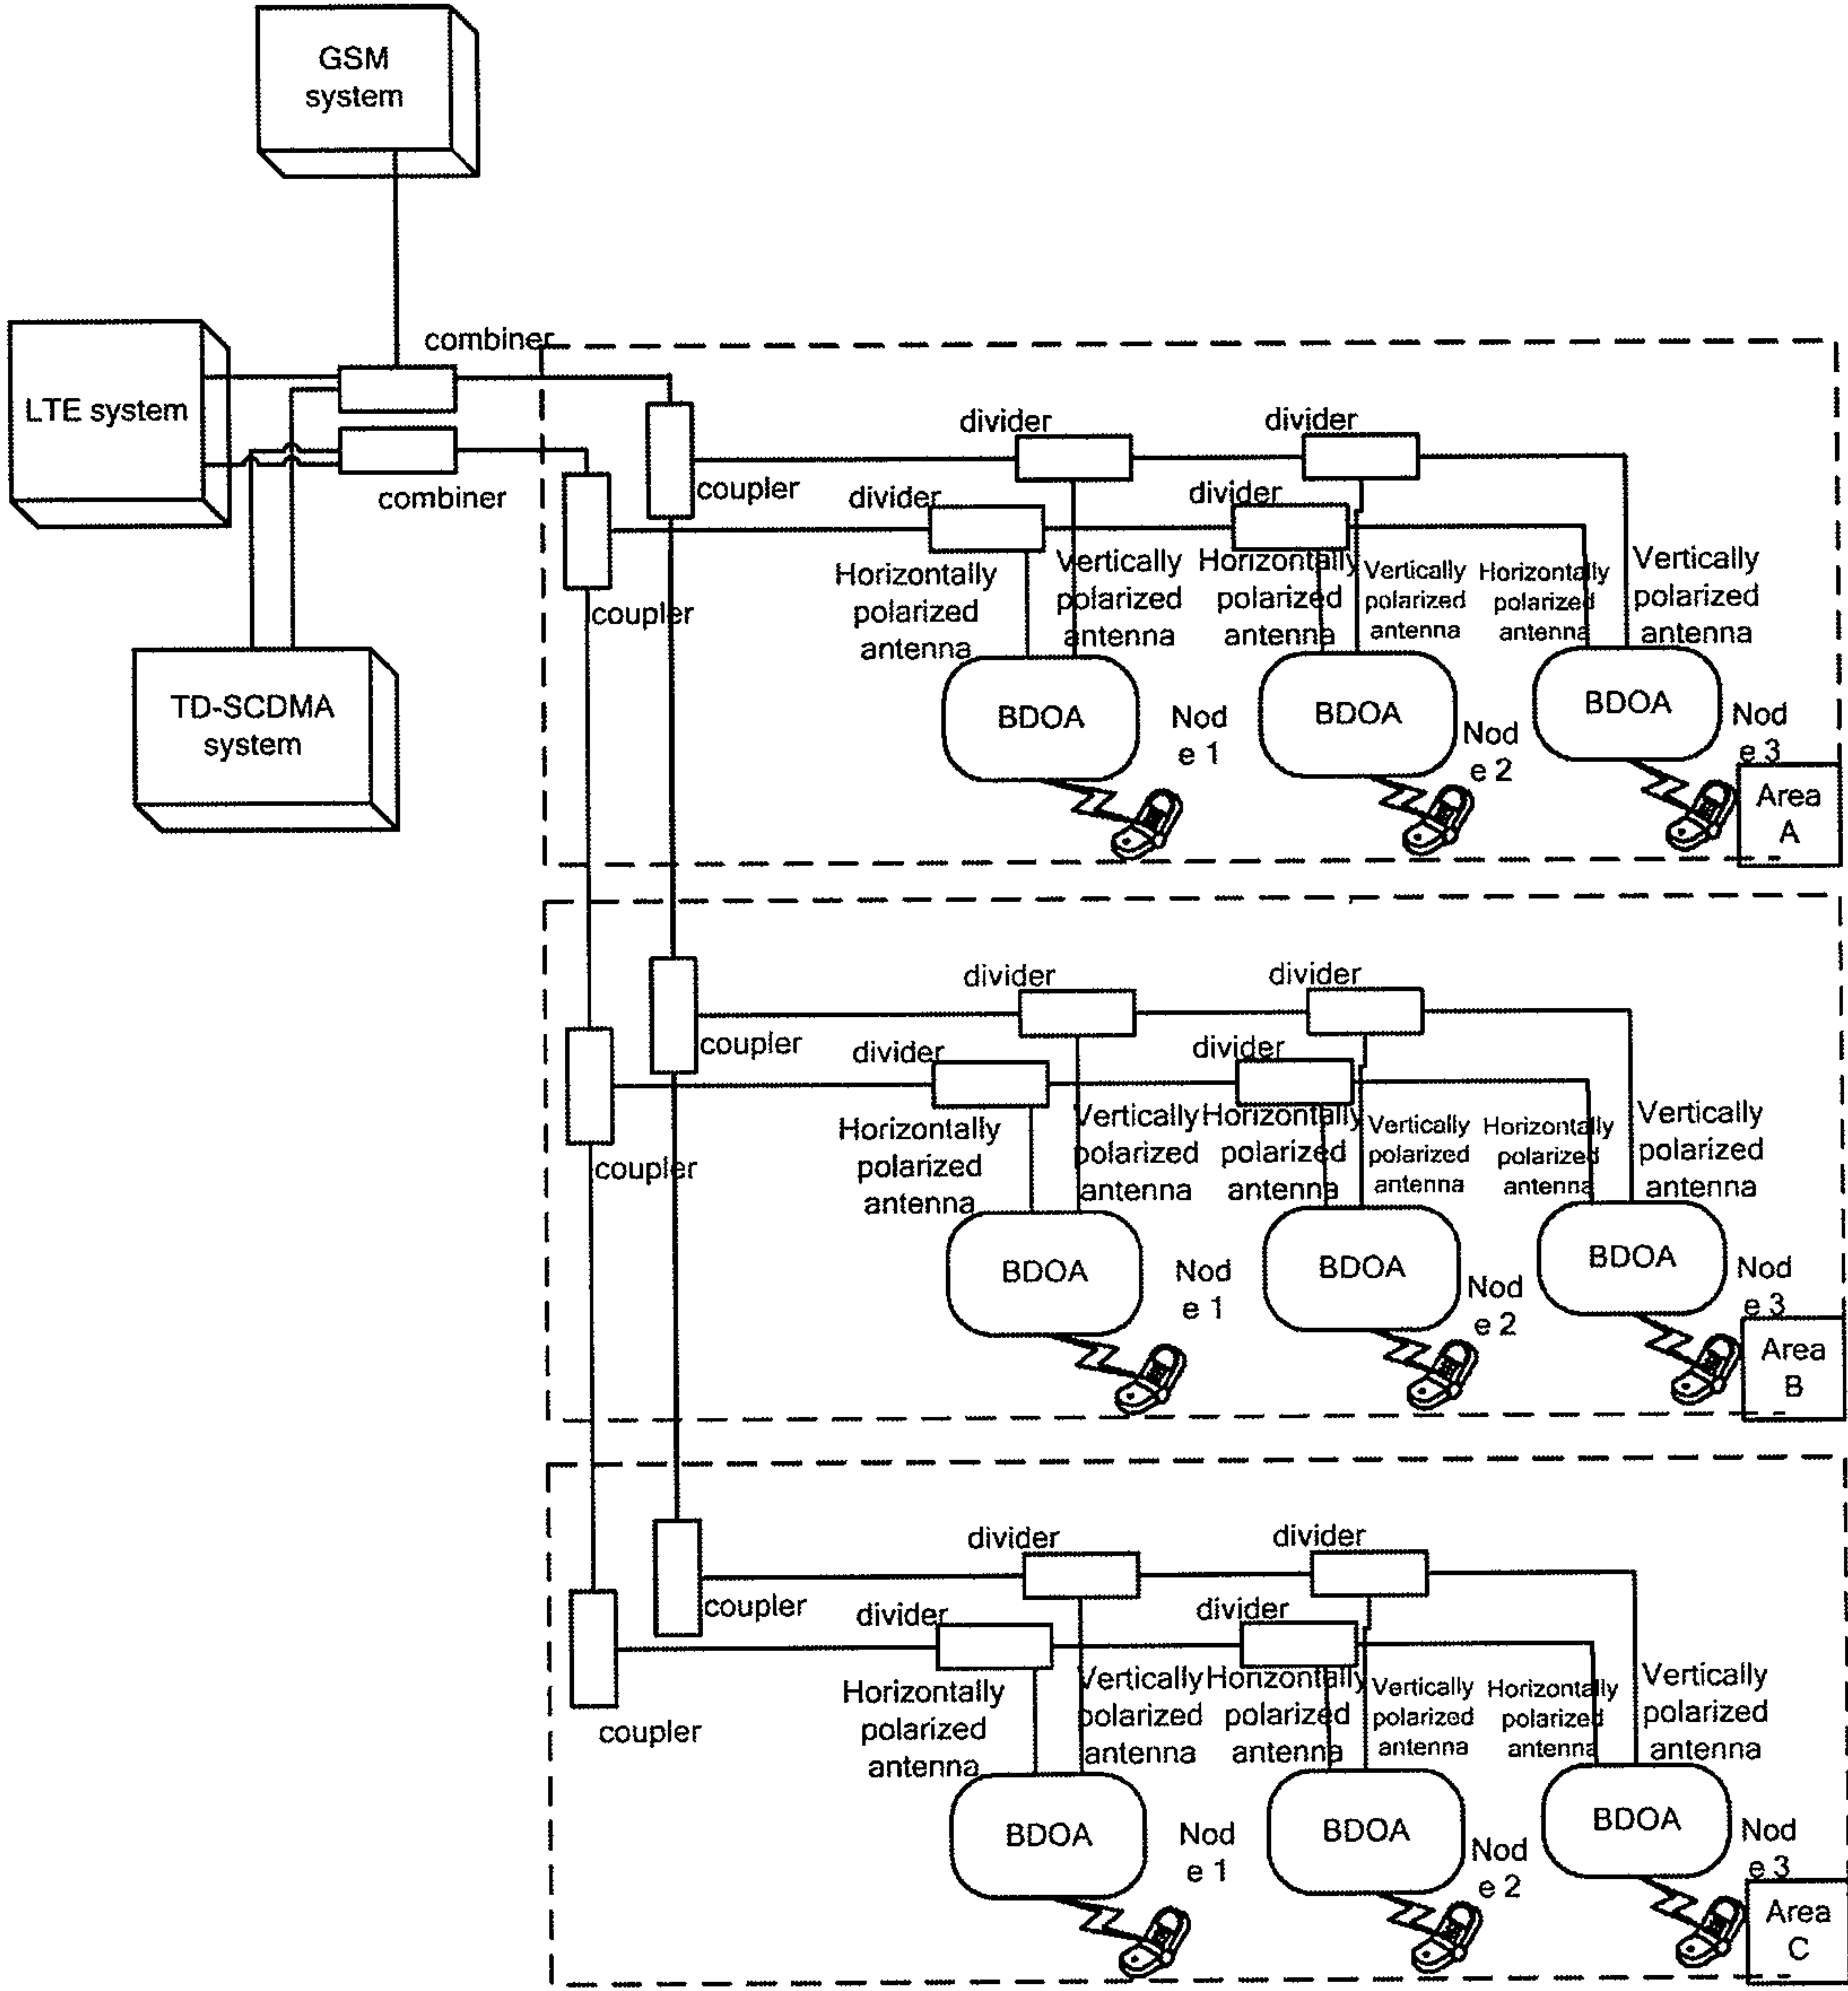 GSM
system
combiner
LTE system
combiner
TD-SCDMA
system
divider
divider
coupler
divider
divider
coupler
Horizontally
polarized
antenna
Vertically
polarized
antenna
Horizontally
polarized
antenna
Vertically
polarized
antenna
Horizontally
polarized
antenna
Vertically
polarized
antenna
BDOA
Nod
e 1
BDOA
Nod
e 2
BDOA
Nod
e 3
Area
A
divider
divider
coupler
divider
divider
coupler
Horizontally
polarized
antenna
Vertically
polarized
antenna
Horizontally
polarized
antenna
Vertically
polarized
antenna
Horizontally
polarized
antenna
Vertically
polarized
antenna
BDOA
Nod
e 1
BDOA
Nod
e 2
BDOA
Nod
e 3
Area
B
divider
divider
coupler
divider
divider
coupler
Horizontally
polarized
antenna
Vertically
polarized
antenna
Horizontally
polarized
antenna
Vertically
polarized
antenna
Horizontally
polarized
antenna
Vertically
polarized
antenna
BDOA
Nod
e 1
BDOA
Nod
e 2
BDOA
Nod
e 3
Area
C